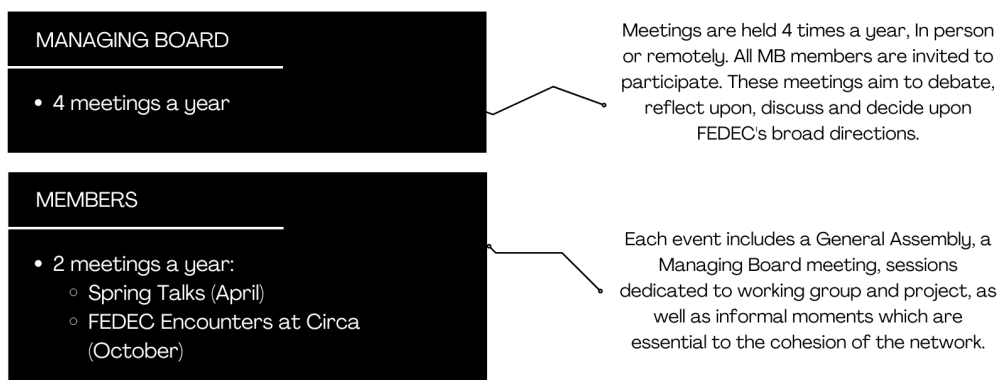 MANAGING BOARD
• 4 meetings a year
Meetings are held 4 times a year, In person
or remotely. All MB members are invited to
participate. These meetings aim to debate,
reflect upon, discuss and decide upon
FEDEC's broad directions.
MEMBERS
• 2 meetings a year:
○ Spring Talks (April)
○ FEDEC Encounters at Circa
(October)
Each event includes a General Assembly, a
Managing Board meeting, sessions
dedicated to working group and project, as
well as informal moments which are
essential to the cohesion of the network.